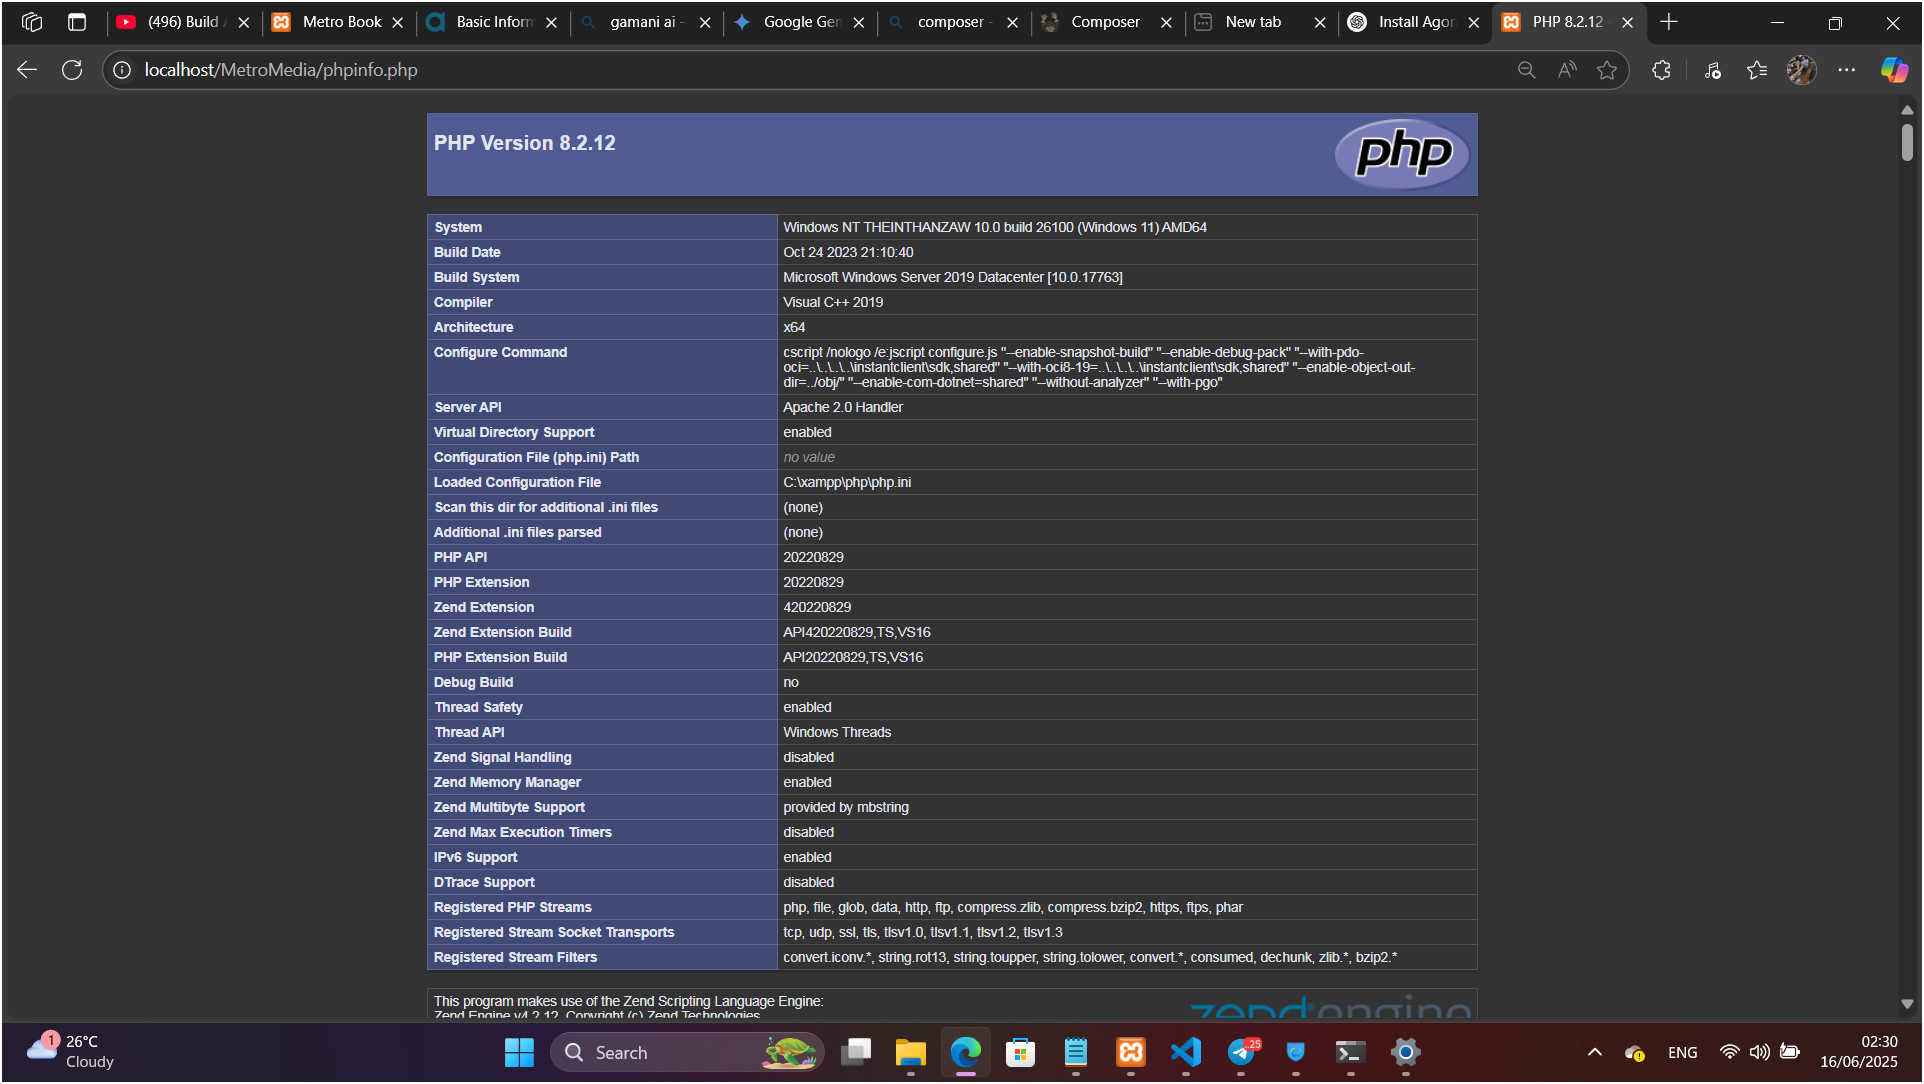 (496) Build
Metro Book
Basic Inform
gamani ai -
Google Gen
composer -
Composer
New tab
Install Agor
PHP 8.2.12
localhost/MetroMedia/phpinfo.php
PHP Version 8.2.12
php
System Windows NT THEINTHANZAW 10.0 build 26100 (Windows 11) AMD64
Build Date Oct 24 2023 21:10:40
Build System Microsoft Windows Server 2019 Datacenter [10.0.17763]
Compiler Visual C++ 2019
Architecture x64
Configure Command cscript /nologo /e:jscript configure.js "--enable-snapshot-build" "--enable-debug-pack" "--with-pdo-
oci=..\..\..\..\instantclient\sdk,shared" "--with-oci8-19=..\..\..\..\instantclient\sdk,shared" "--enable-object-out-
dir=../obj/" "--enable-com-dotnet=shared" "--without-analyzer" "--with-pgo"
Server API Apache 2.0 Handler
Virtual Directory Support enabled
Configuration File (php.ini) Path no value
Loaded Configuration File C:\xampp\php\php.ini
Scan this dir for additional .ini files (none)
Additional .ini files parsed (none)
PHP API 20220829
PHP Extension 20220829
Zend Extension 420220829
Zend Extension Build API420220829,TS,VS16
PHP Extension Build API20220829,TS,VS16
Debug Build no
Thread Safety enabled
Thread API Windows Threads
Zend Signal Handling disabled
Zend Memory Manager enabled
Zend Multibyte Support provided by mbstring
Zend Max Execution Timers disabled
IPv6 Support enabled
DTrace Support disabled
Registered PHP Streams php, file, glob, data, http, ftp, compress.zlib, compress.bzip2, https, ftps, phar
Registered Stream Socket Transports tcp, udp, ssl, tls, tlsv1.0, tlsv1.1, tlsv1.2, tlsv1.3
Registered Stream Filters convert.iconv.*, string.rot13, string.toupper, string.tolower, convert.*, consumed, dechunk, zlib.*, bzip2.*
This program makes use of the Zend Scripting Language Engine:
Zend Engine v4.2.12, Copyright (c) Zend Technologies
zend engine
1
26°C
Cloudy
Search
25
ENG
02:30
16/06/2025